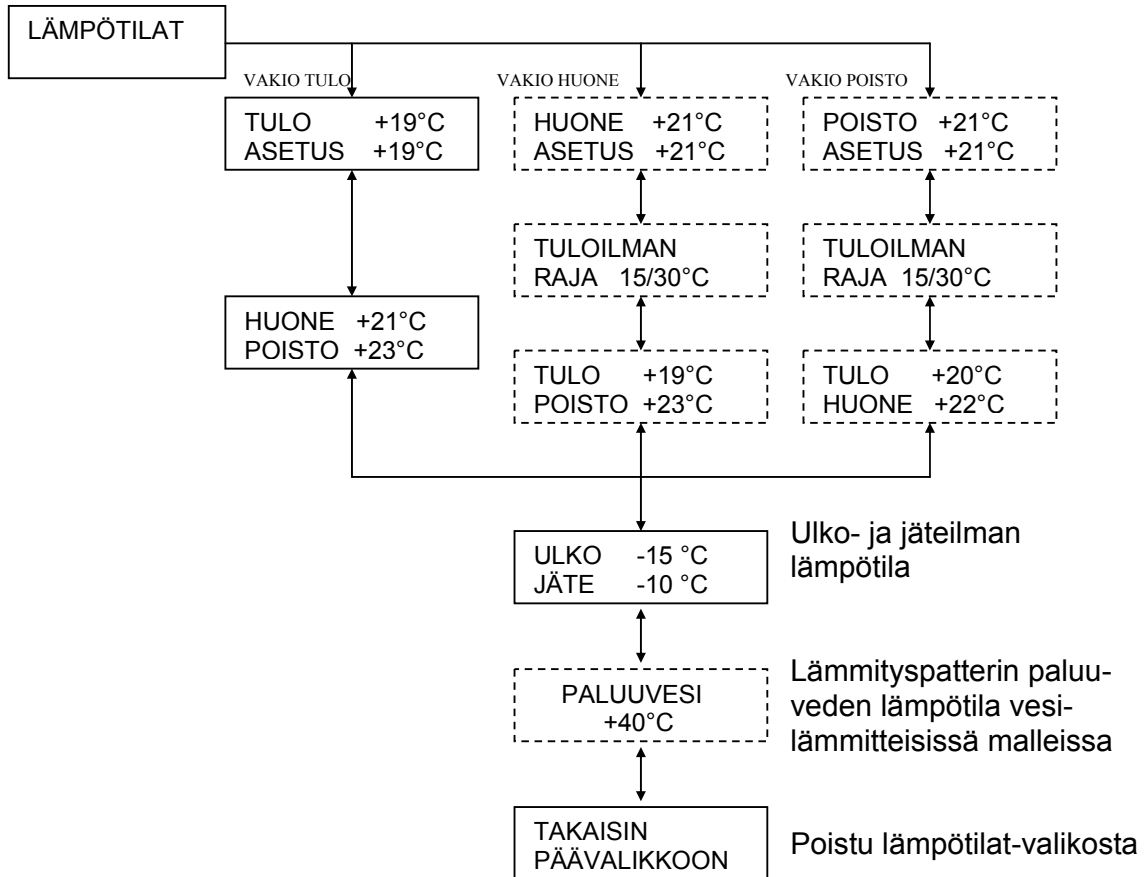 LÄMPÖTILAT
VAKIO TULO
VAKIO HUONE
VAKIO POISTO
TULO +19°C
ASETUS +19°C
HUONE +21°C
ASETUS +21°C
POISTO +21°C
ASETUS +21°C
TULOILMAN
RAJA 15/30°C
TULOILMAN
RAJA 15/30°C
HUONE +21°C
POISTO +23°C
TULO +19°C
POISTO +23°C
TULO +20°C
HUONE +22°C
ULKO -15 °C
JÄTE -10 °C
Ulko- ja jäteilman
lämpötila
PALUUVESI
+40°C
Lämmityspatterin paluu-
veden lämpötila vesi-
lämmitteisissä malleissa
TAKAISIN
PÄÄVALIKKOON
Poistu lämpötilat-valikosta